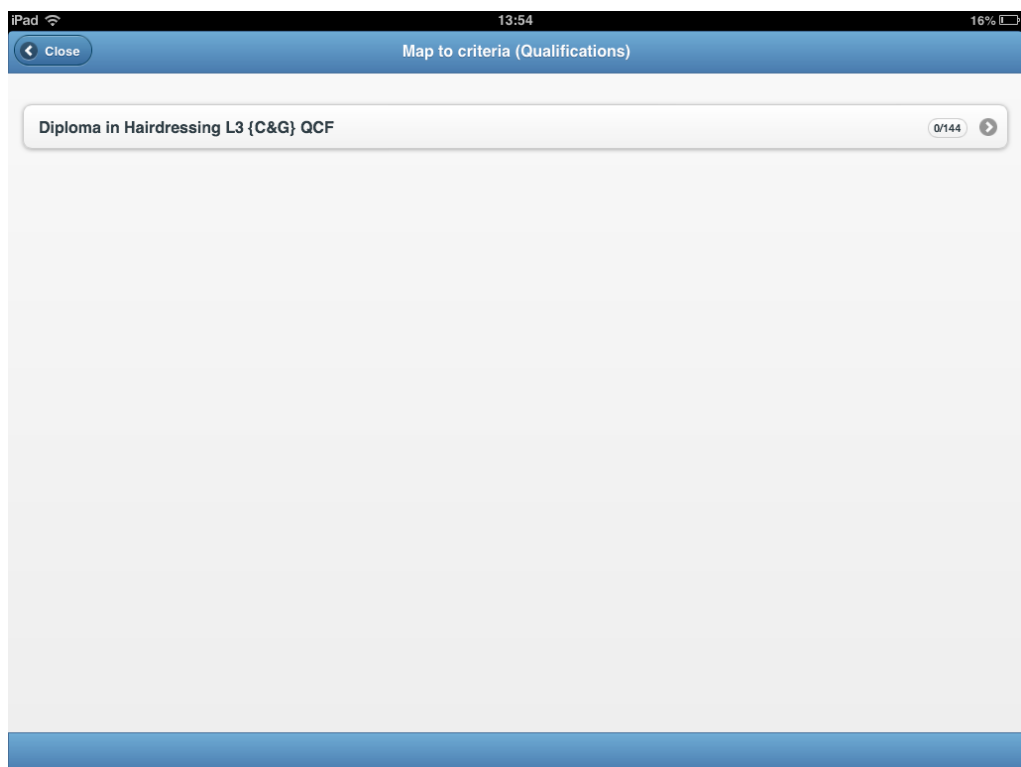 iPad 13:54 16%
Close Map to criteria (Qualifications)
Diploma in Hairdressing L3 {C&G} QCF 0/144